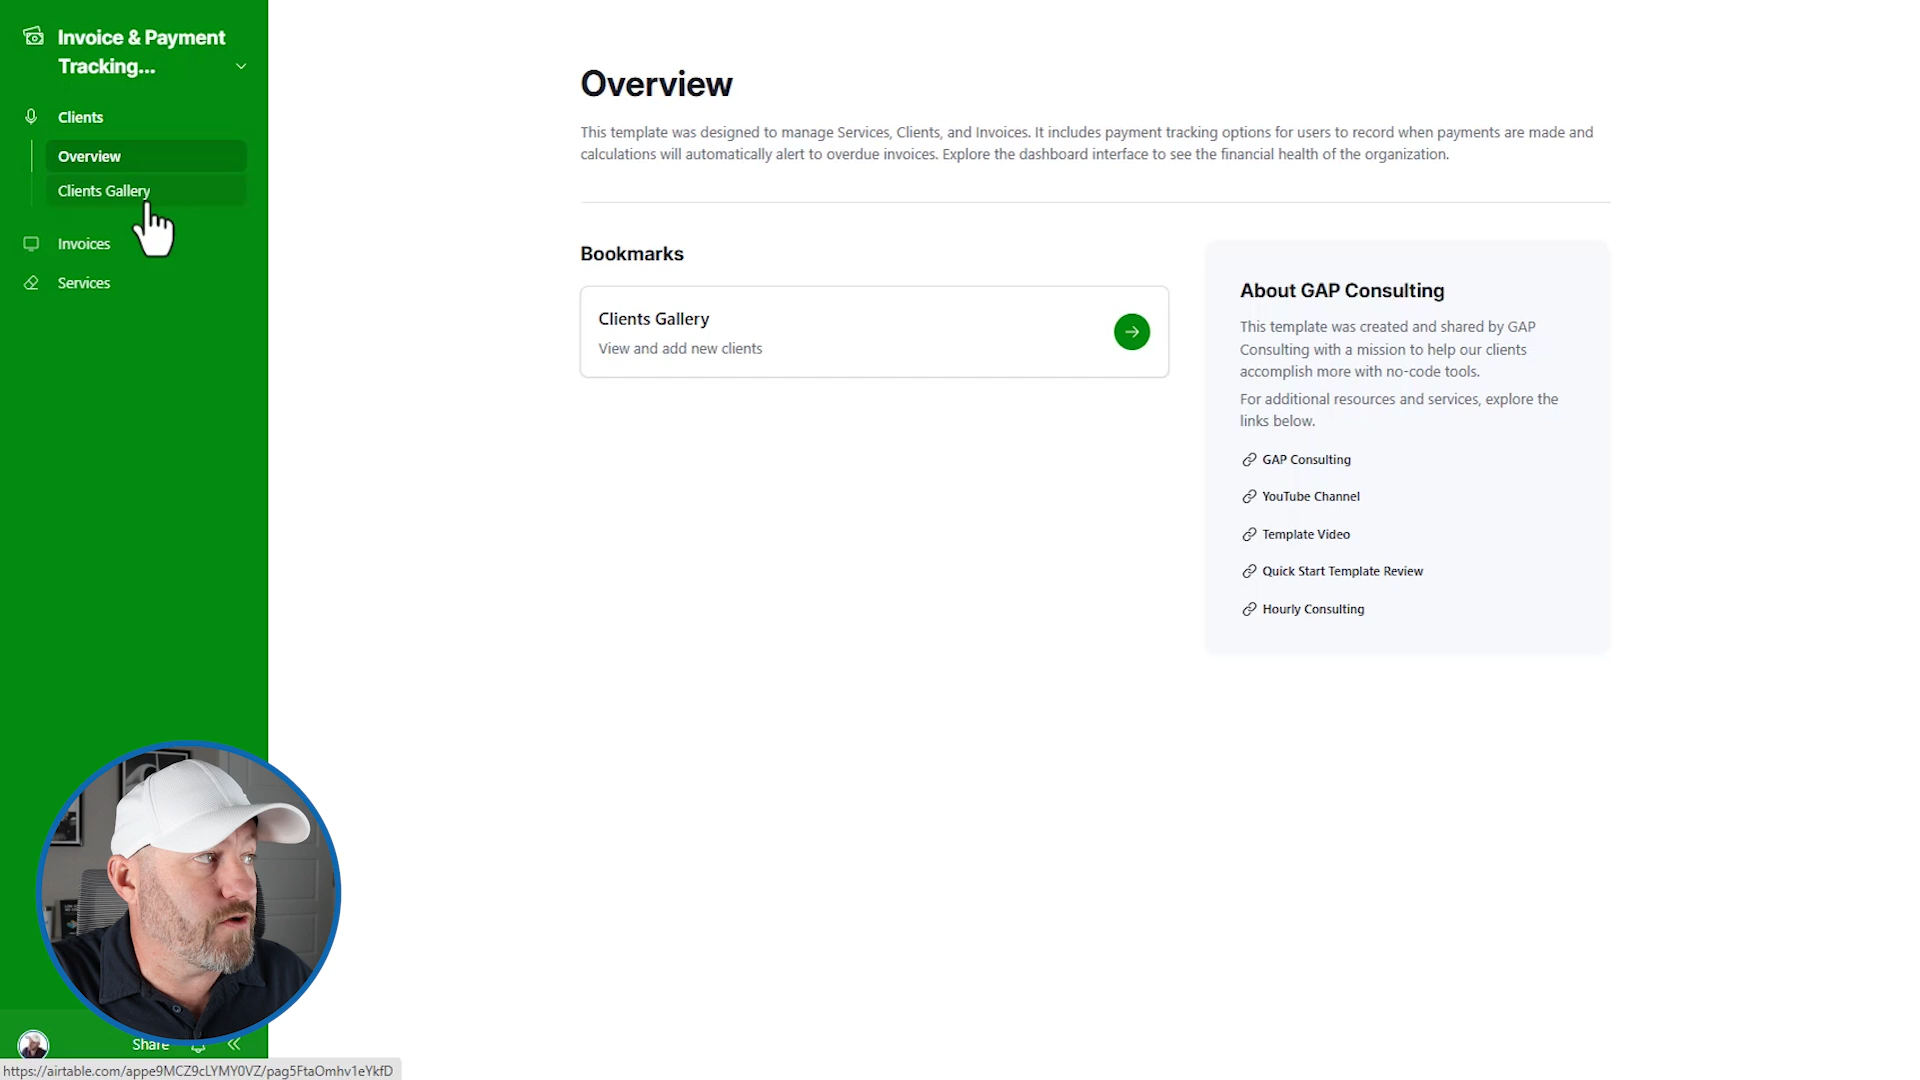 Invoice & Payment
Tracking...
Clients
Overview
Clients Gallery
Invoices
Services
Share
https://airtable.com/appe9MCZ9cLYMY0VZ/pag5FtaOmhv1eYkfD
Overview
This template was designed to manage Services, Clients, and Invoices. It includes payment tracking options for users to record when payments are made and
calculations will automatically alert to overdue invoices. Explore the dashboard interface to see the financial health of the organization.
Bookmarks
Clients Gallery
View and add new clients
About GAP Consulting
This template was created and shared by GAP
Consulting with a mission to help our clients
accomplish more with no-code tools.
For additional resources and services, explore the
links below.
GAP Consulting
YouTube Channel
Template Video
Quick Start Template Review
Hourly Consulting